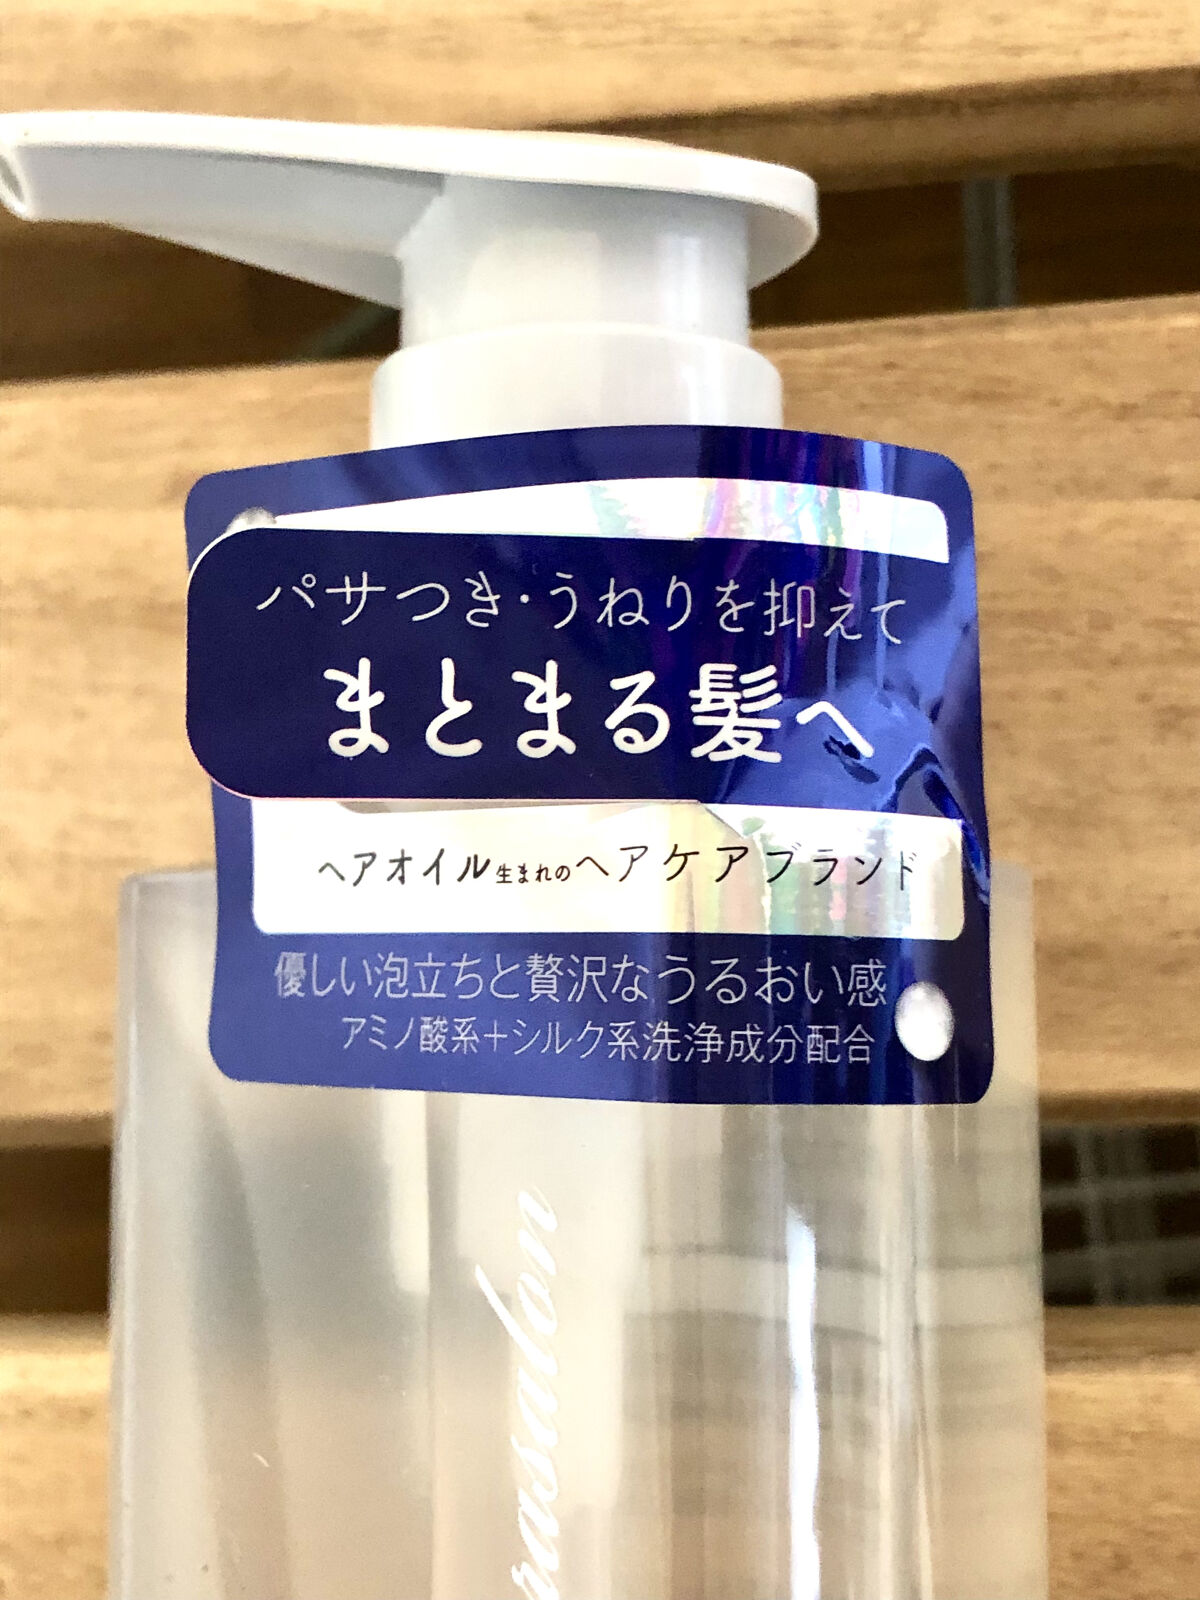 パサつき・うねりを抑えて
まとまる髪へ
ヘアオイル生まれのヘアケアブランド
優しい泡立ちと贅沢なうるおい感
アミノ酸系＋シルク系洗浄成分配合
rasalon